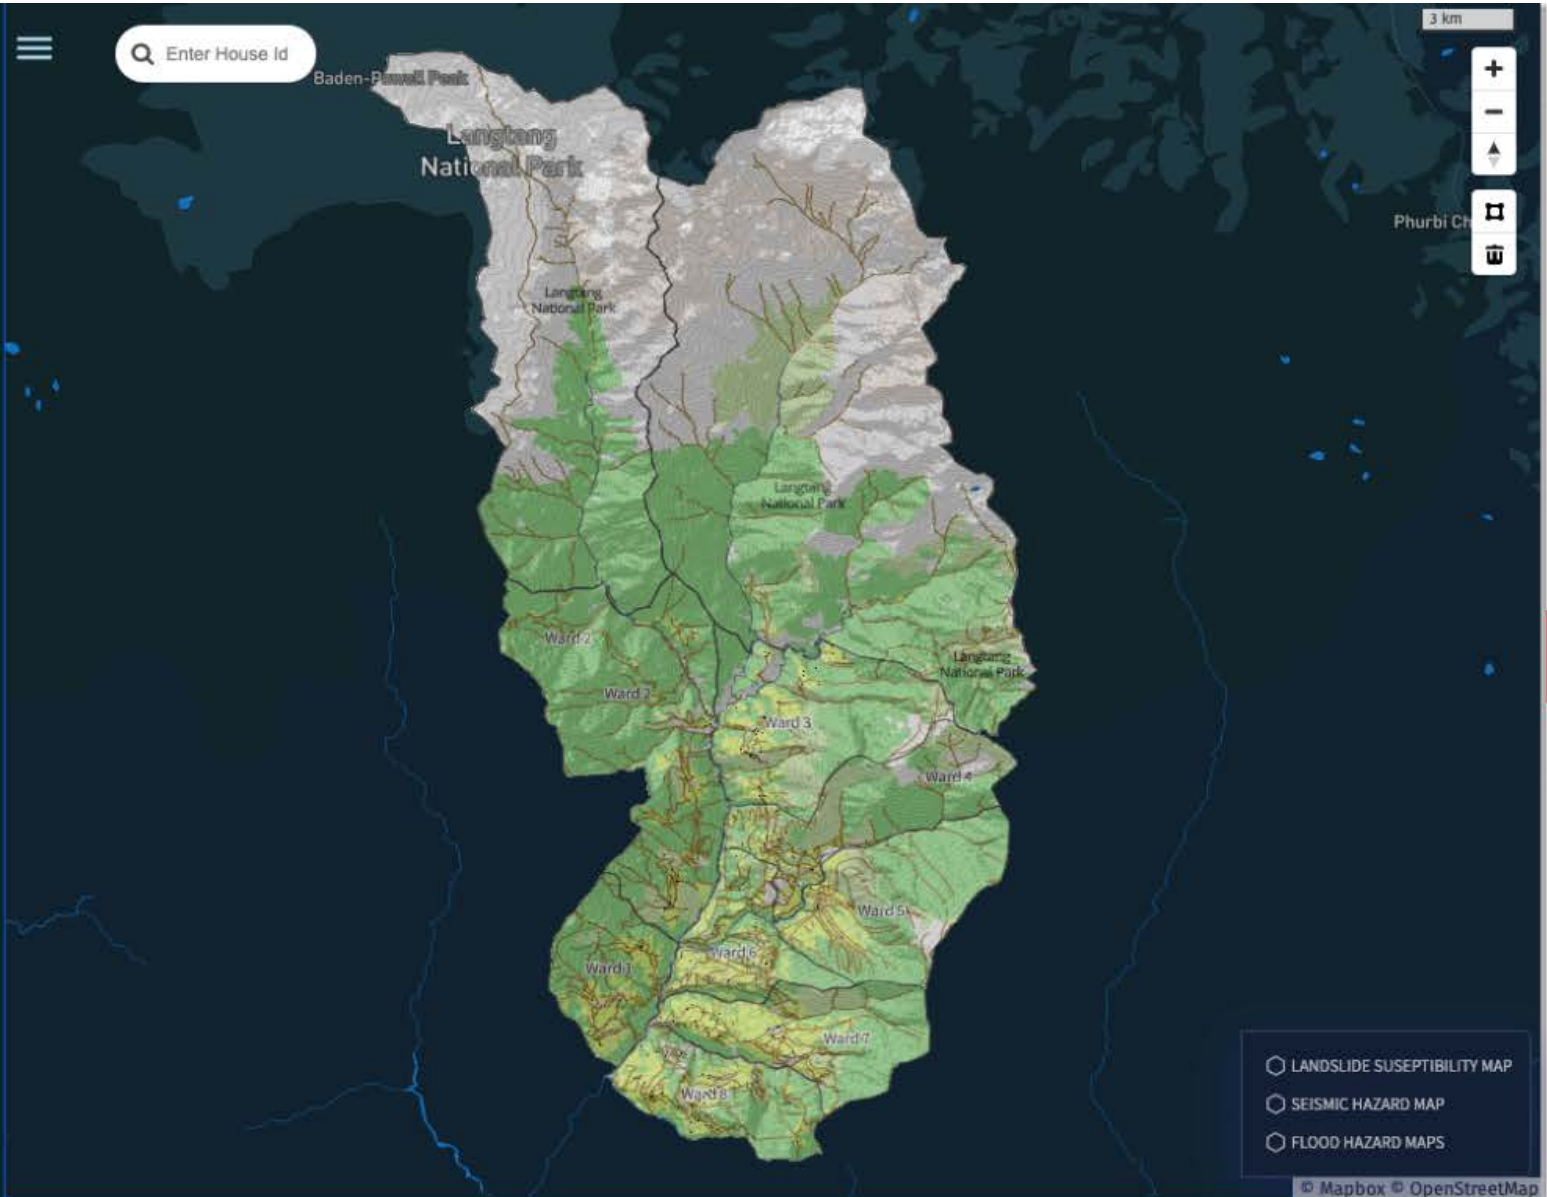 3 km
Enter House Id
Baden-Powell Peak
Langtang
National Park
Phurbi Ch
Langtang
National Park
Langtang
National Park
Ward 2
Langtang
National Park
Ward 2
Ward 3
Ward 4
Ward 5
Ward 6
Ward 1
Ward 7
Ward 8
LANDSLIDE SUSEPTIBILITY MAP
SEISMIC HAZARD MAP
FLOOD HAZARD MAPS
© Mapbox © OpenStreetMap